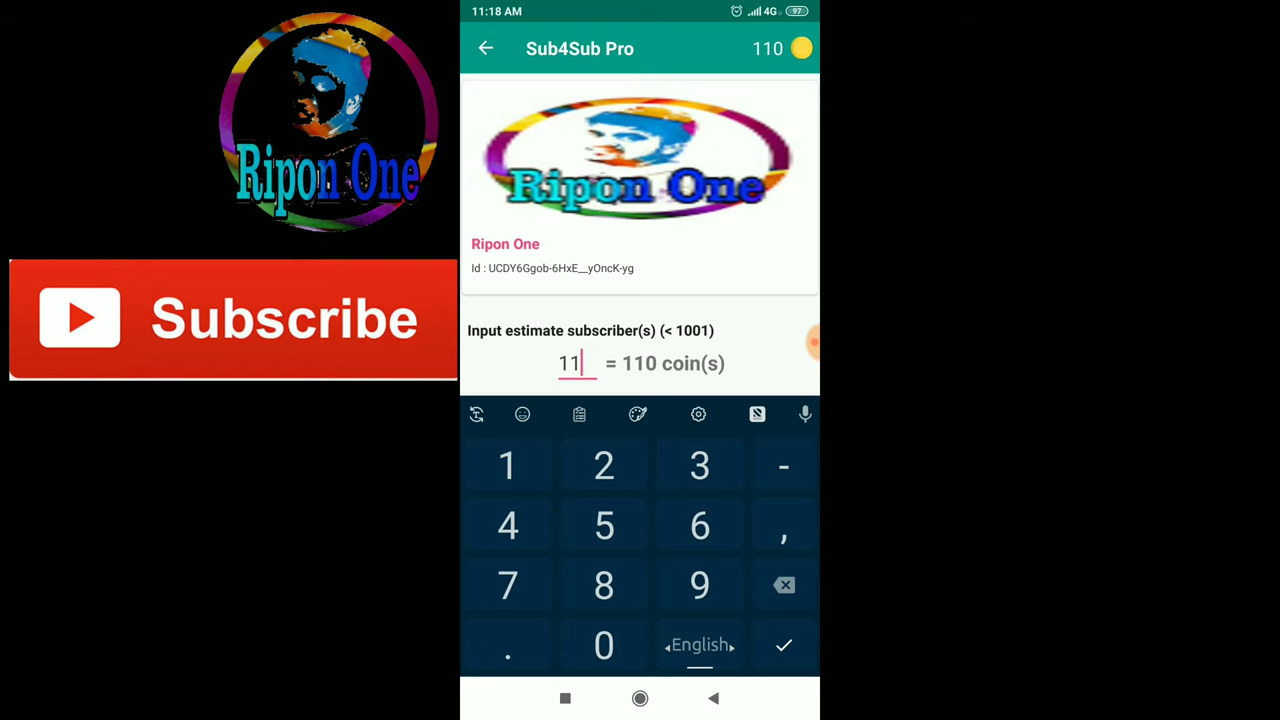 Ripon One
Subscribe
11:18 AM
4G
97
Sub4Sub Pro
110
Ripon One
Ripon One
Id : UCDY6Ggob-6HxE__yOncK-yg
Input estimate subscriber(s) (< 1001)
11 = 110 coin(s)
1 2 3 -
4 5 6 ,
7 8 9
. 0 English